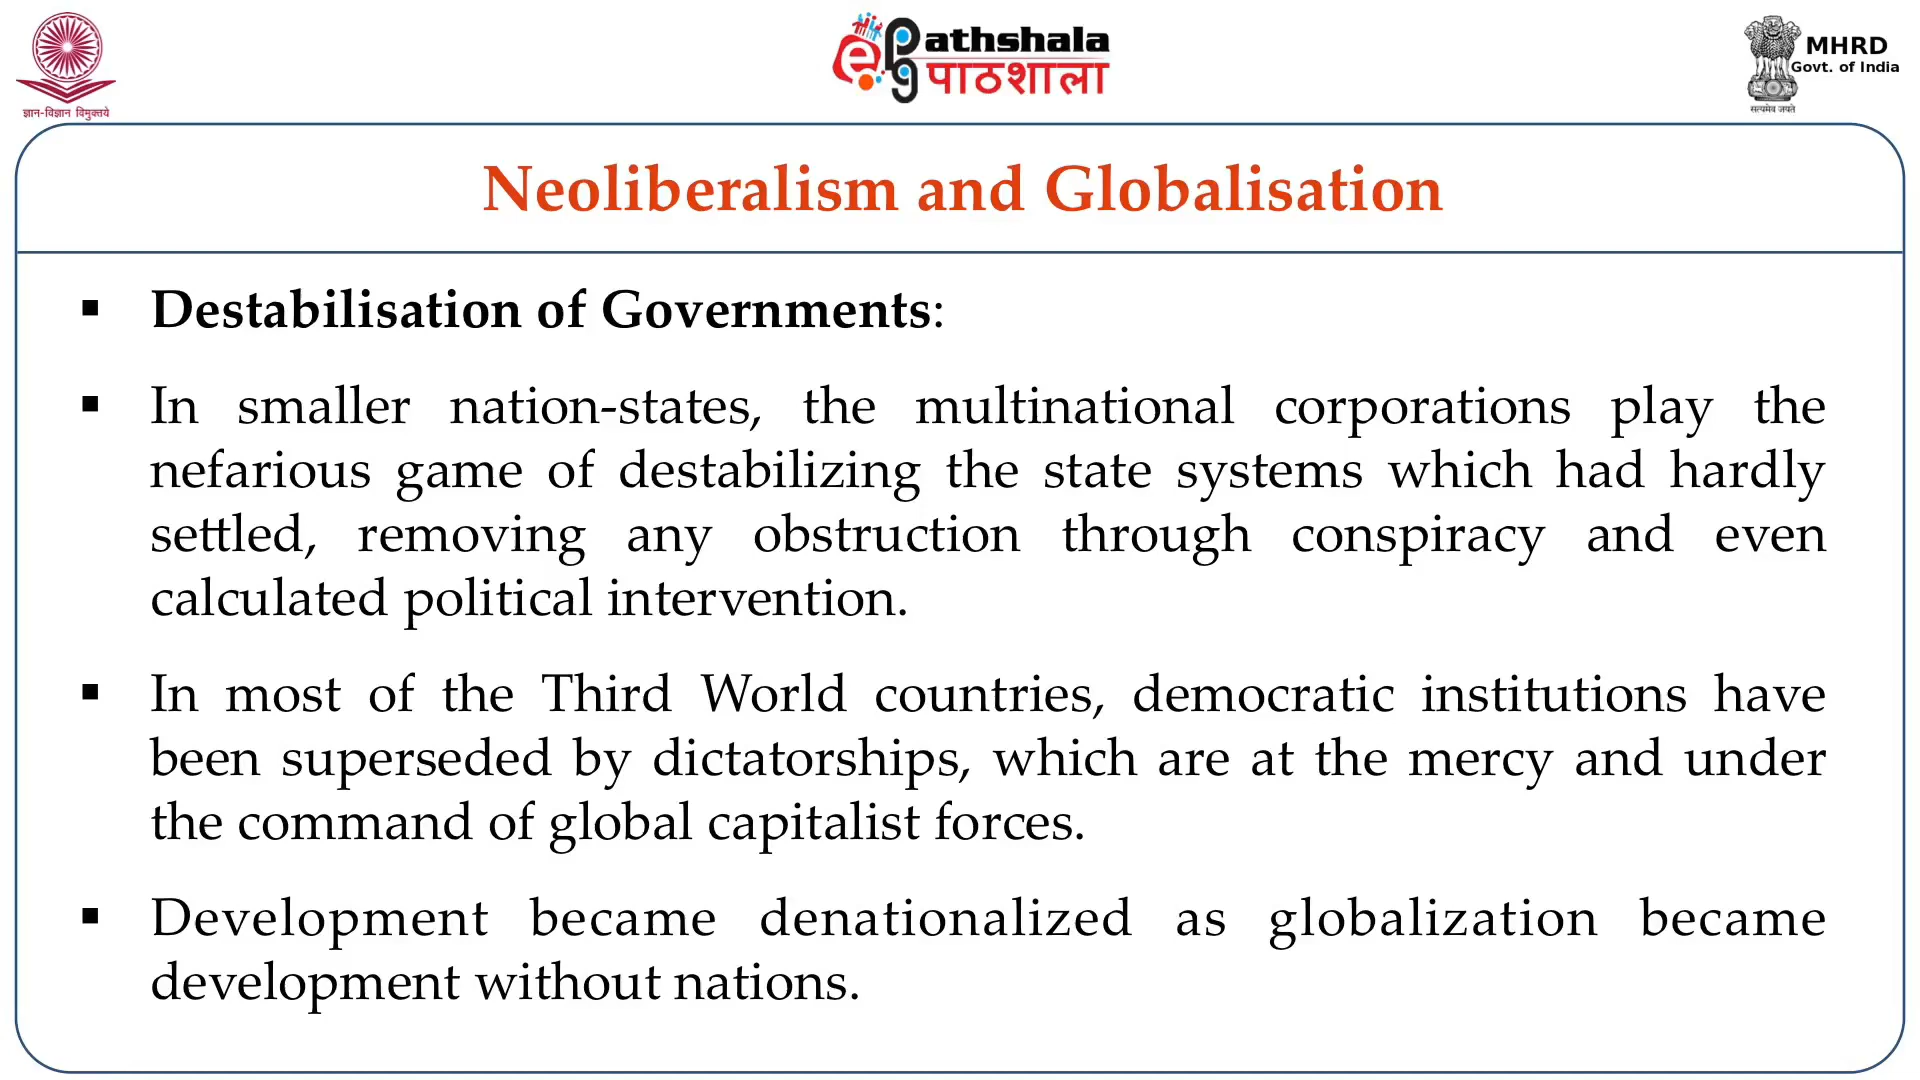 ज्ञान-विज्ञान विमुक्तये
e PG Pathshala
पाठशाला
MHRD
Govt. of India
सत्यमेव जयते
Neoliberalism and Globalisation
▪ Destabilisation of Governments:
▪ In smaller nation-states, the multinational corporations play the
nefarious game of destabilizing the state systems which had hardly
settled, removing any obstruction through conspiracy and even
calculated political intervention.
▪ In most of the Third World countries, democratic institutions have
been superseded by dictatorships, which are at the mercy and under
the command of global capitalist forces.
▪ Development became denationalized as globalization became
development without nations.